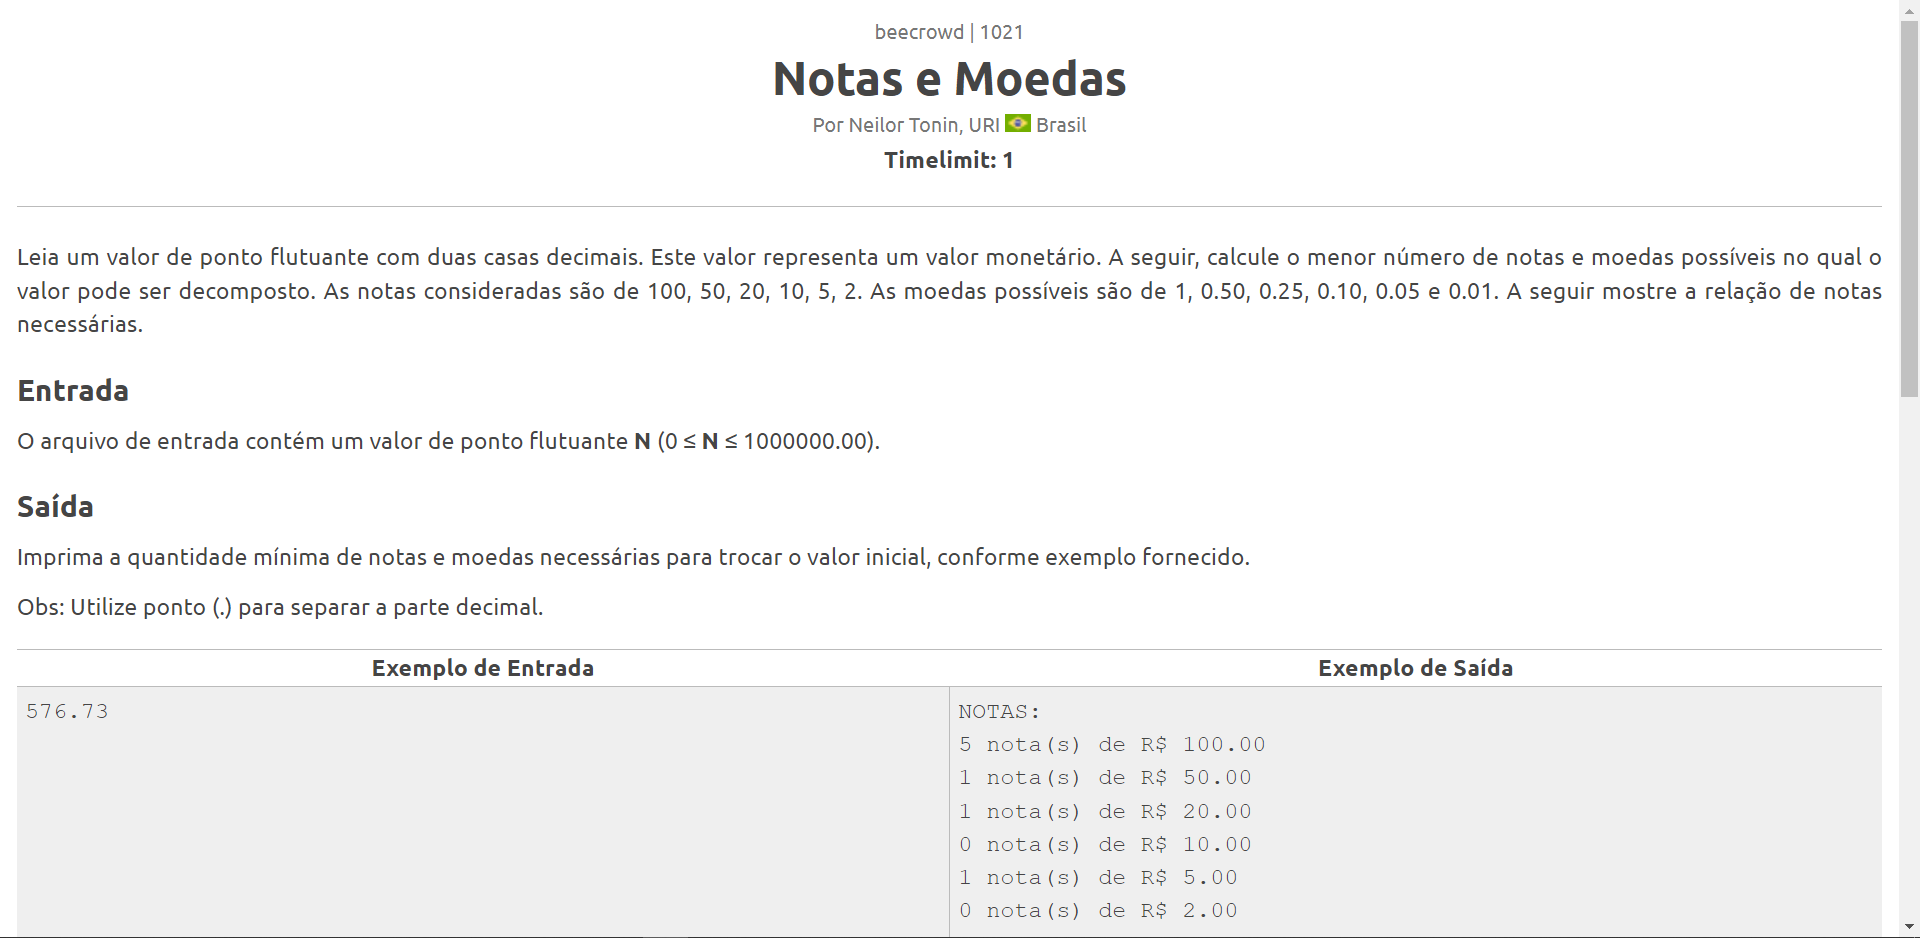 beecrowd | 1021
Notas e Moedas
Por Neilor Tonin, URI Brasil
Timelimit: 1
Leia um valor de ponto flutuante com duas casas decimais. Este valor representa um valor monetário. A seguir, calcule o menor número de notas e moedas possíveis no qual o
valor pode ser decomposto. As notas consideradas são de 100, 50, 20, 10, 5, 2. As moedas possíveis são de 1, 0.50, 0.25, 0.10, 0.05 e 0.01. A seguir mostre a relação de notas
necessárias.
Entrada
O arquivo de entrada contém um valor de ponto flutuante N (0 ≤ N ≤ 1000000.00).
Saída
Imprima a quantidade mínima de notas e moedas necessárias para trocar o valor inicial, conforme exemplo fornecido.
Obs: Utilize ponto (.) para separar a parte decimal.
Exemplo de Entrada
Exemplo de Saída
576.73
NOTAS:
5 nota(s) de R$ 100.00
1 nota(s) de R$ 50.00
1 nota(s) de R$ 20.00
0 nota(s) de R$ 10.00
1 nota(s) de R$ 5.00
0 nota(s) de R$ 2.00